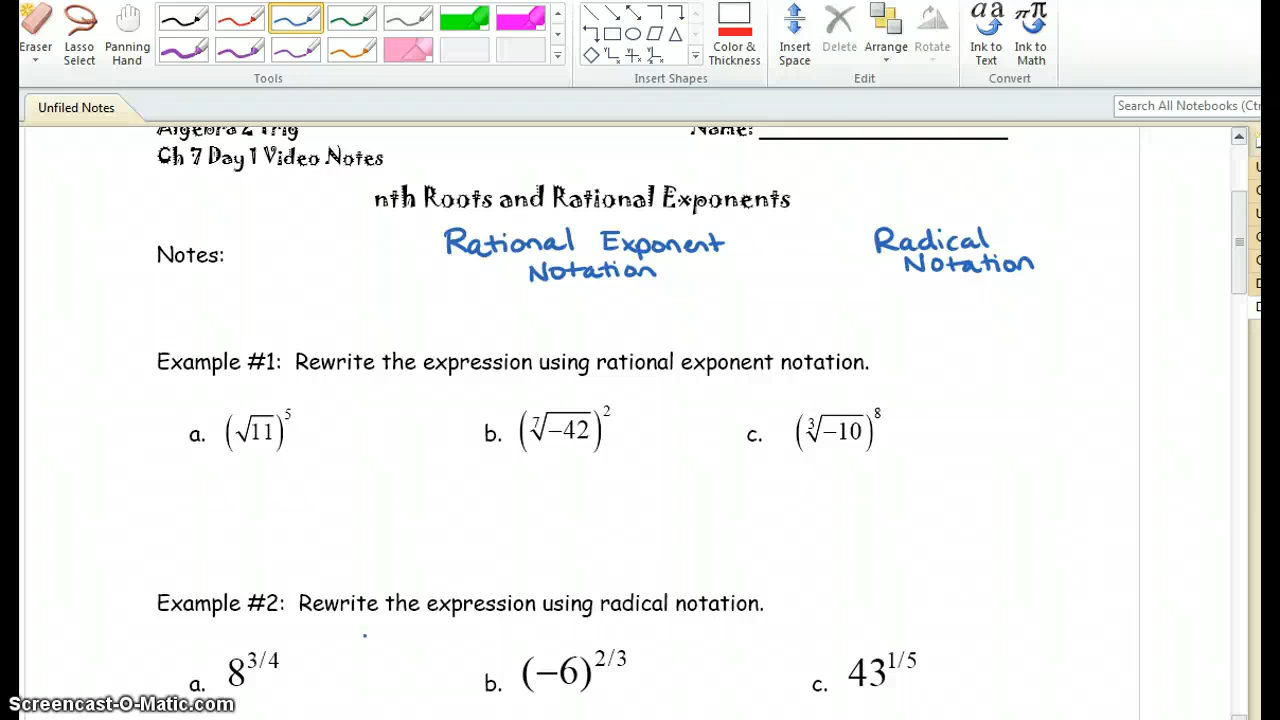 Eraser Lasso Select Panning Hand Color & Thickness Insert Space Delete Arrange Rotate Ink to Text Ink to Math
Tools Insert Shapes Edit Convert
Unfiled Notes Search All Notebooks (Ctr
Algebra 2 Trig Name:
Ch 7 Day 1 Video Notes
nth Roots and Rational Exponents
Notes: Rational Exponent Notation Radical Notation
Example #1: Rewrite the expression using rational exponent notation.
a. (√11)⁵ b. (⁷√−42)² c. (³√−10)⁸
Example #2: Rewrite the expression using radical notation.
a. 8^3/4 b. (−6)^2/3 c. 43^1/5
Screencast-O-Matic.com